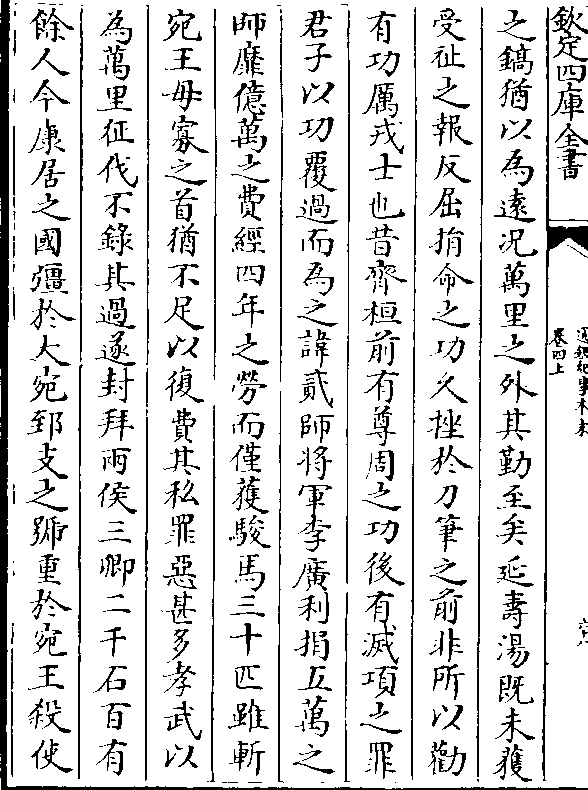 欽定四庫全書
通鑑紀事本末
卷四上
之鎬猶以為遠况萬里之外其勤至矣延壽湯既未獲
受祉之報反屈捐命之功久挫於刀筆之前非所以勸
有功厲戎士也昔齊桓前有尊周之功後有滅項之罪
君子以功覆過而為之諱貳師將軍李廣利捐五萬之
師靡億萬之費經四年之勞而僅獲駿馬三十匹雖斬
宛王毋寡之首猶不足以復費其私罪惡甚多孝武以
為萬里征伐不錄其過遂封拜兩侯三卿二千石百有
餘人今康居之國彊於大宛郅支之號重於宛王殺使